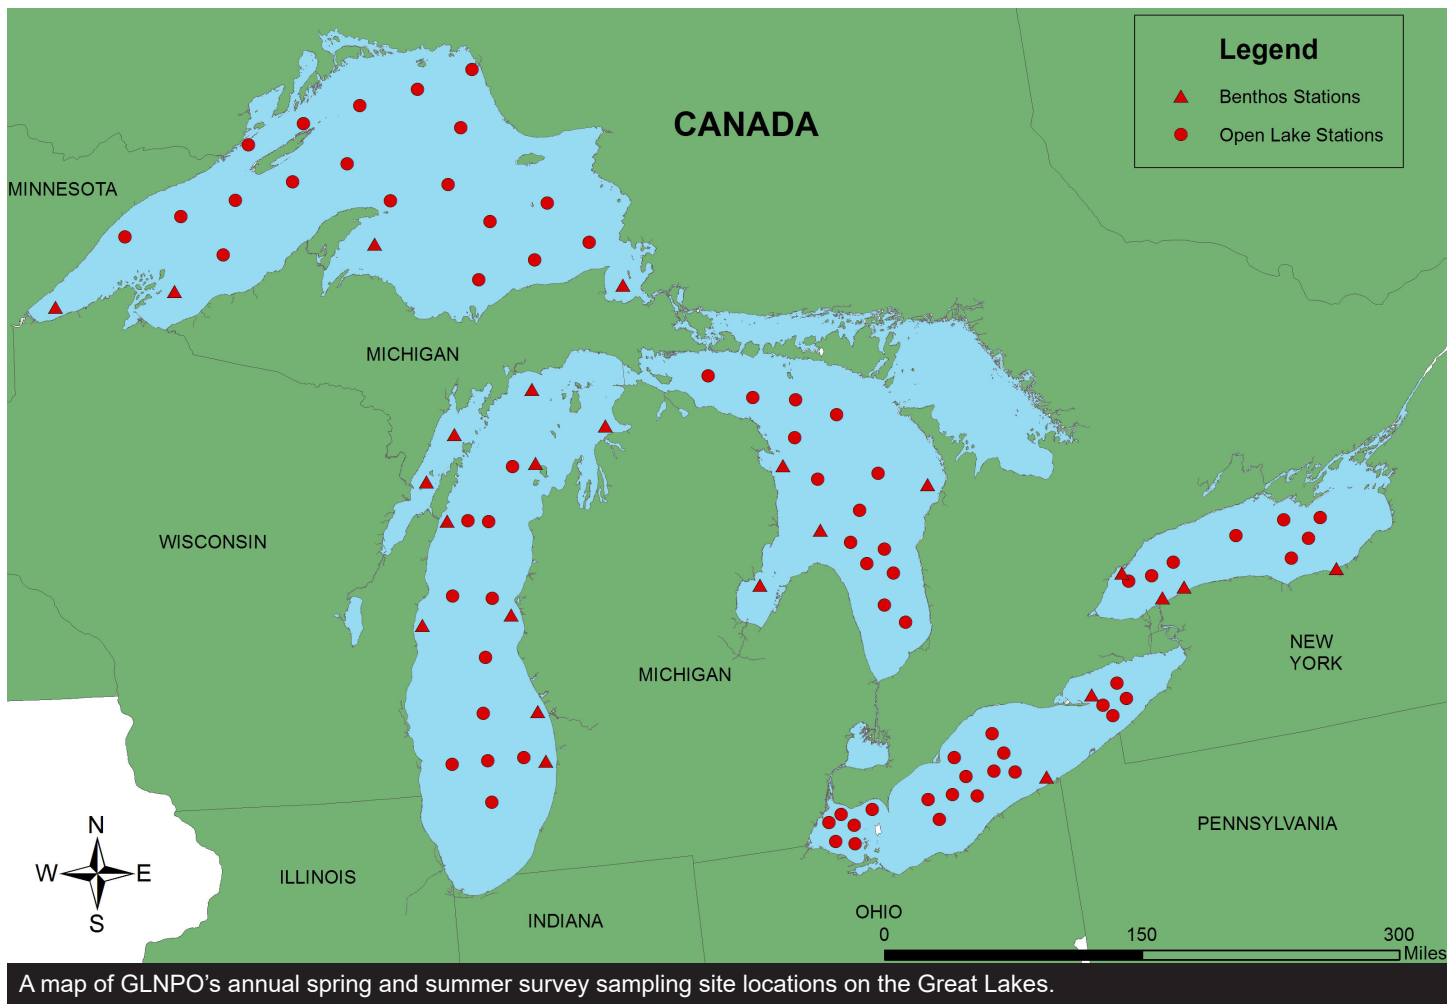 Legend
Benthos Stations
Open Lake Stations
CANADA
MINNESOTA
MICHIGAN
WISCONSIN
MICHIGAN
NEW
YORK
PENNSYLVANIA
ILLINOIS
INDIANA
OHIO
N
W E
S
0 150 300
Miles
A map of GLNPO’s annual spring and summer survey sampling site locations on the Great Lakes.